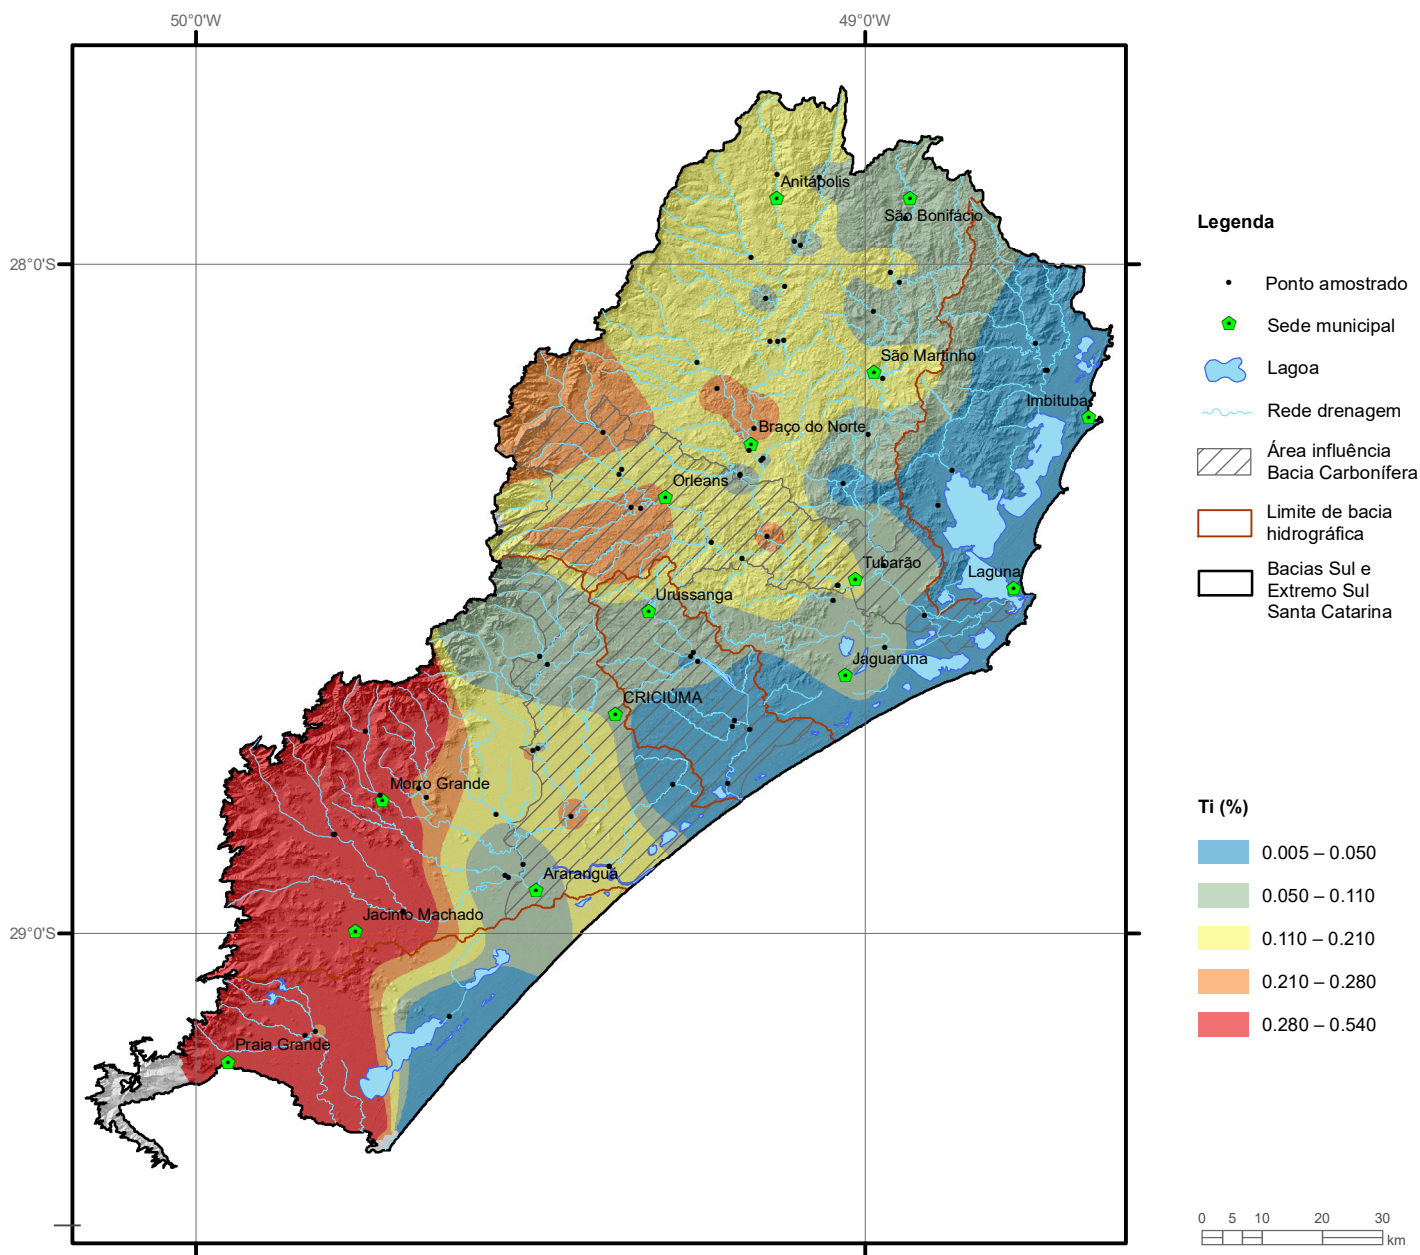 50°0'W
49°0'W
28°0'S
29°0'S
Anitápolis
São Bonifácio
São Martinho
Imbituba
Braço do Norte
Orleans
Tubarão
Laguna
Urussanga
Jaguaruna
CRICIÚMA
Morro Grande
Araranguá
Jacinto Machado
Praia Grande
Legenda
Ponto amostrado
Sede municipal
Lagoa
Rede drenagem
Área influência
Bacia Carbonífera
Limite de bacia
hidrográfica
Bacias Sul e
Extremo Sul
Santa Catarina
Ti (%)
0.005 – 0.050
0.050 – 0.110
0.110 – 0.210
0.210 – 0.280
0.280 – 0.540
0 5 10 20 30
km